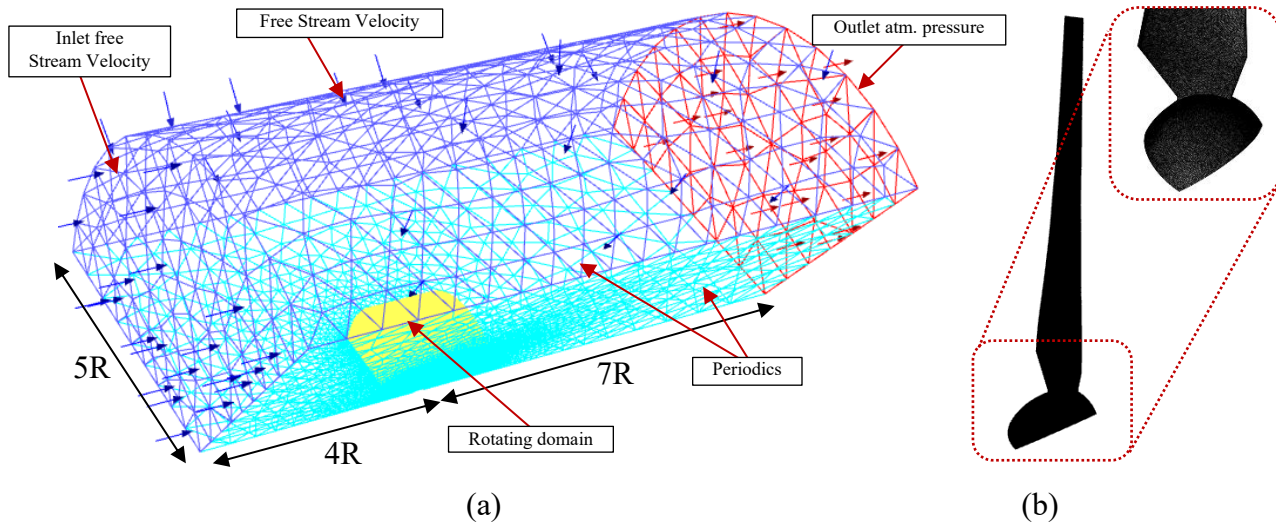 Free Stream Velocity
Inlet free
Stream Velocity
Outlet atm. pressure
5R
7R
Periodics
Rotating domain
4R
(a)
(b)